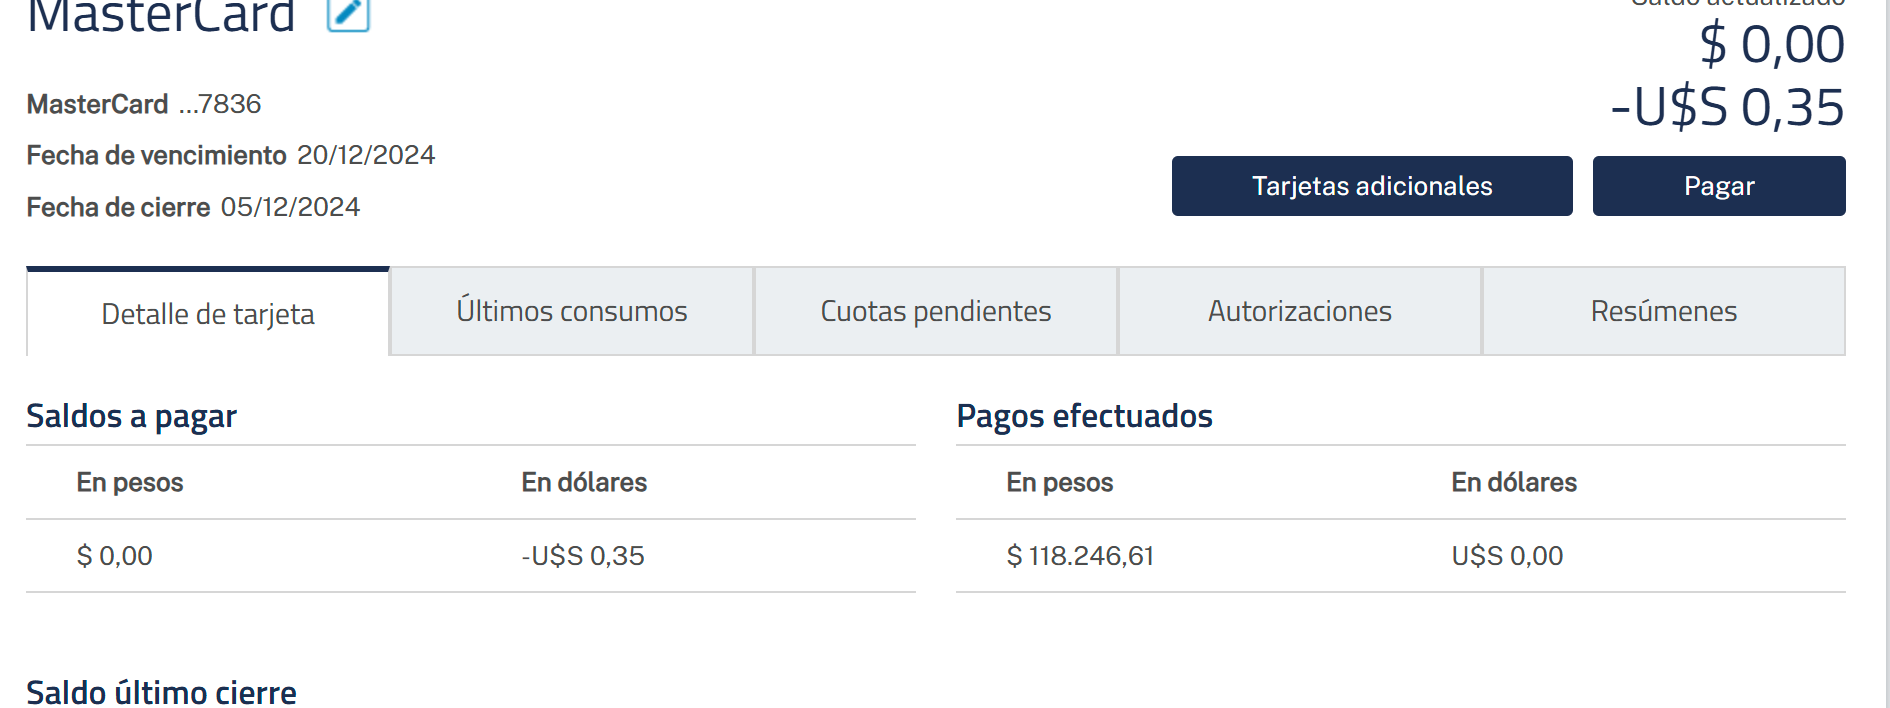 MasterCard
Saldo actualizado
$ 0,00
-U$S 0,35
MasterCard ...7836
Fecha de vencimiento 20/12/2024
Fecha de cierre 05/12/2024
Tarjetas adicionales
Pagar
Detalle de tarjeta
Últimos consumos
Cuotas pendientes
Autorizaciones
Resúmenes
Saldos a pagar
En pesos
En dólares
$ 0,00
-U$S 0,35
Pagos efectuados
En pesos
En dólares
$ 118.246,61
U$S 0,00
Saldo último cierre